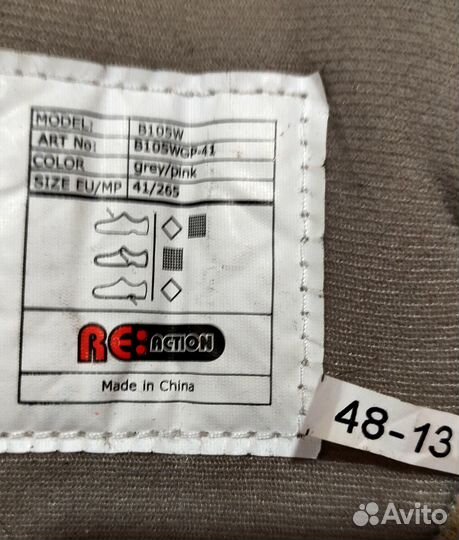 MODEL: B105W
ART No: B105WGP-41
COLOR grey/pink
SIZE EU/MP 41/265
RE:ACTION
Made in China
48-13
Avito